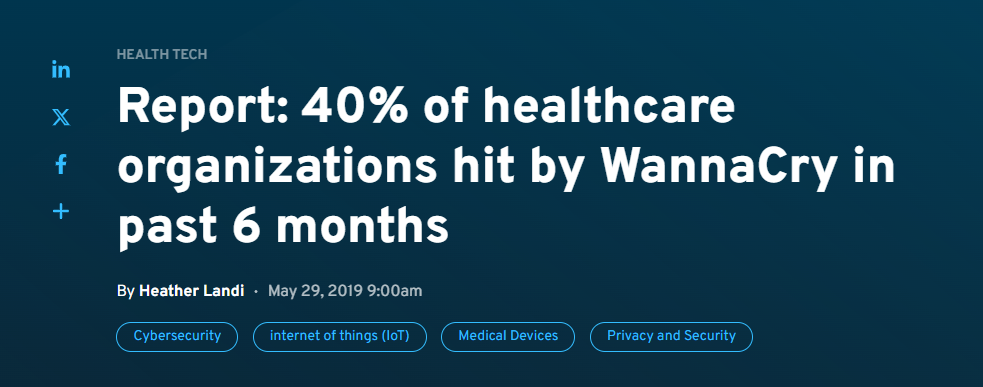 HEALTH TECH
Report: 40% of healthcare
organizations hit by WannaCry in
past 6 months
By Heather Landi · May 29, 2019 9:00am
Cybersecurity internet of things (IoT) Medical Devices Privacy and Security